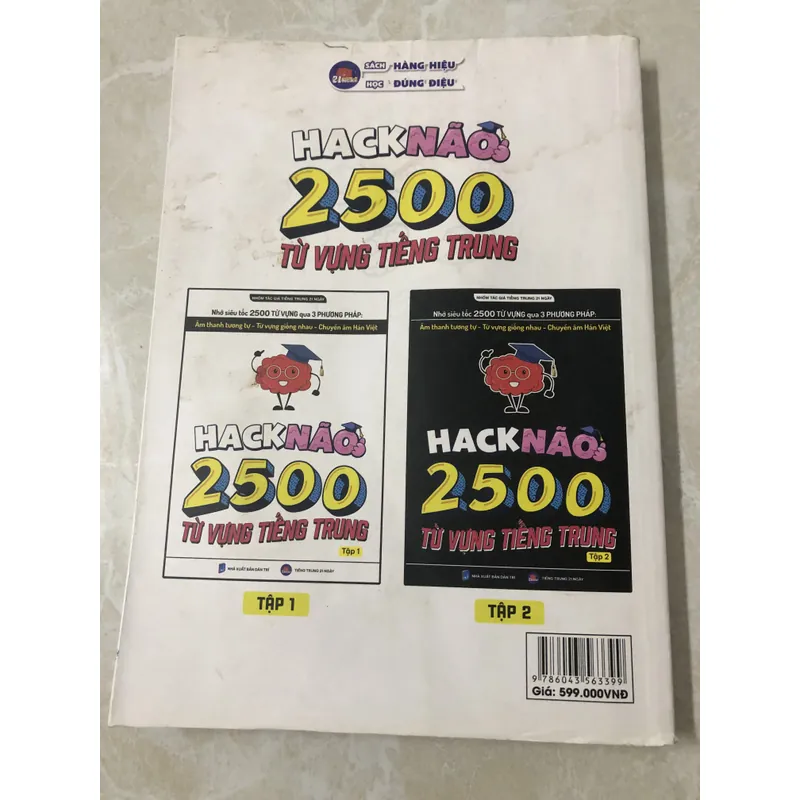 SÁCH HÀNG HIỆU
HỌC ĐÚNG ĐIỆU
HACK NÃO
2500
TỪ VỰNG TIẾNG TRUNG
NHÓM TÁC GIẢ TIẾNG TRUNG 21 NGÀY
Nhớ siêu tốc 2500 TỪ VỰNG qua 3 PHƯƠNG PHÁP:
Âm thanh tương tự - Từ vựng giống nhau - Chuyển âm Hán Việt
HACK NÃO
2500
TỪ VỰNG TIẾNG TRUNG
Tập 1
NHÀ XUẤT BẢN DÂN TRÍ
TIẾNG TRUNG 21 NGÀY
TẬP 1
NHÓM TÁC GIẢ TIẾNG TRUNG 21 NGÀY
Nhớ siêu tốc 2500 TỪ VỰNG qua 3 PHƯƠNG PHÁP:
Âm thanh tương tự - Từ vựng giống nhau - Chuyển âm Hán Việt
HACK NÃO
2500
TỪ VỰNG TIẾNG TRUNG
Tập 2
NHÀ XUẤT BẢN DÂN TRÍ
TIẾNG TRUNG 21 NGÀY
TẬP 2
9 786043 563399
Giá: 599.000VNĐ